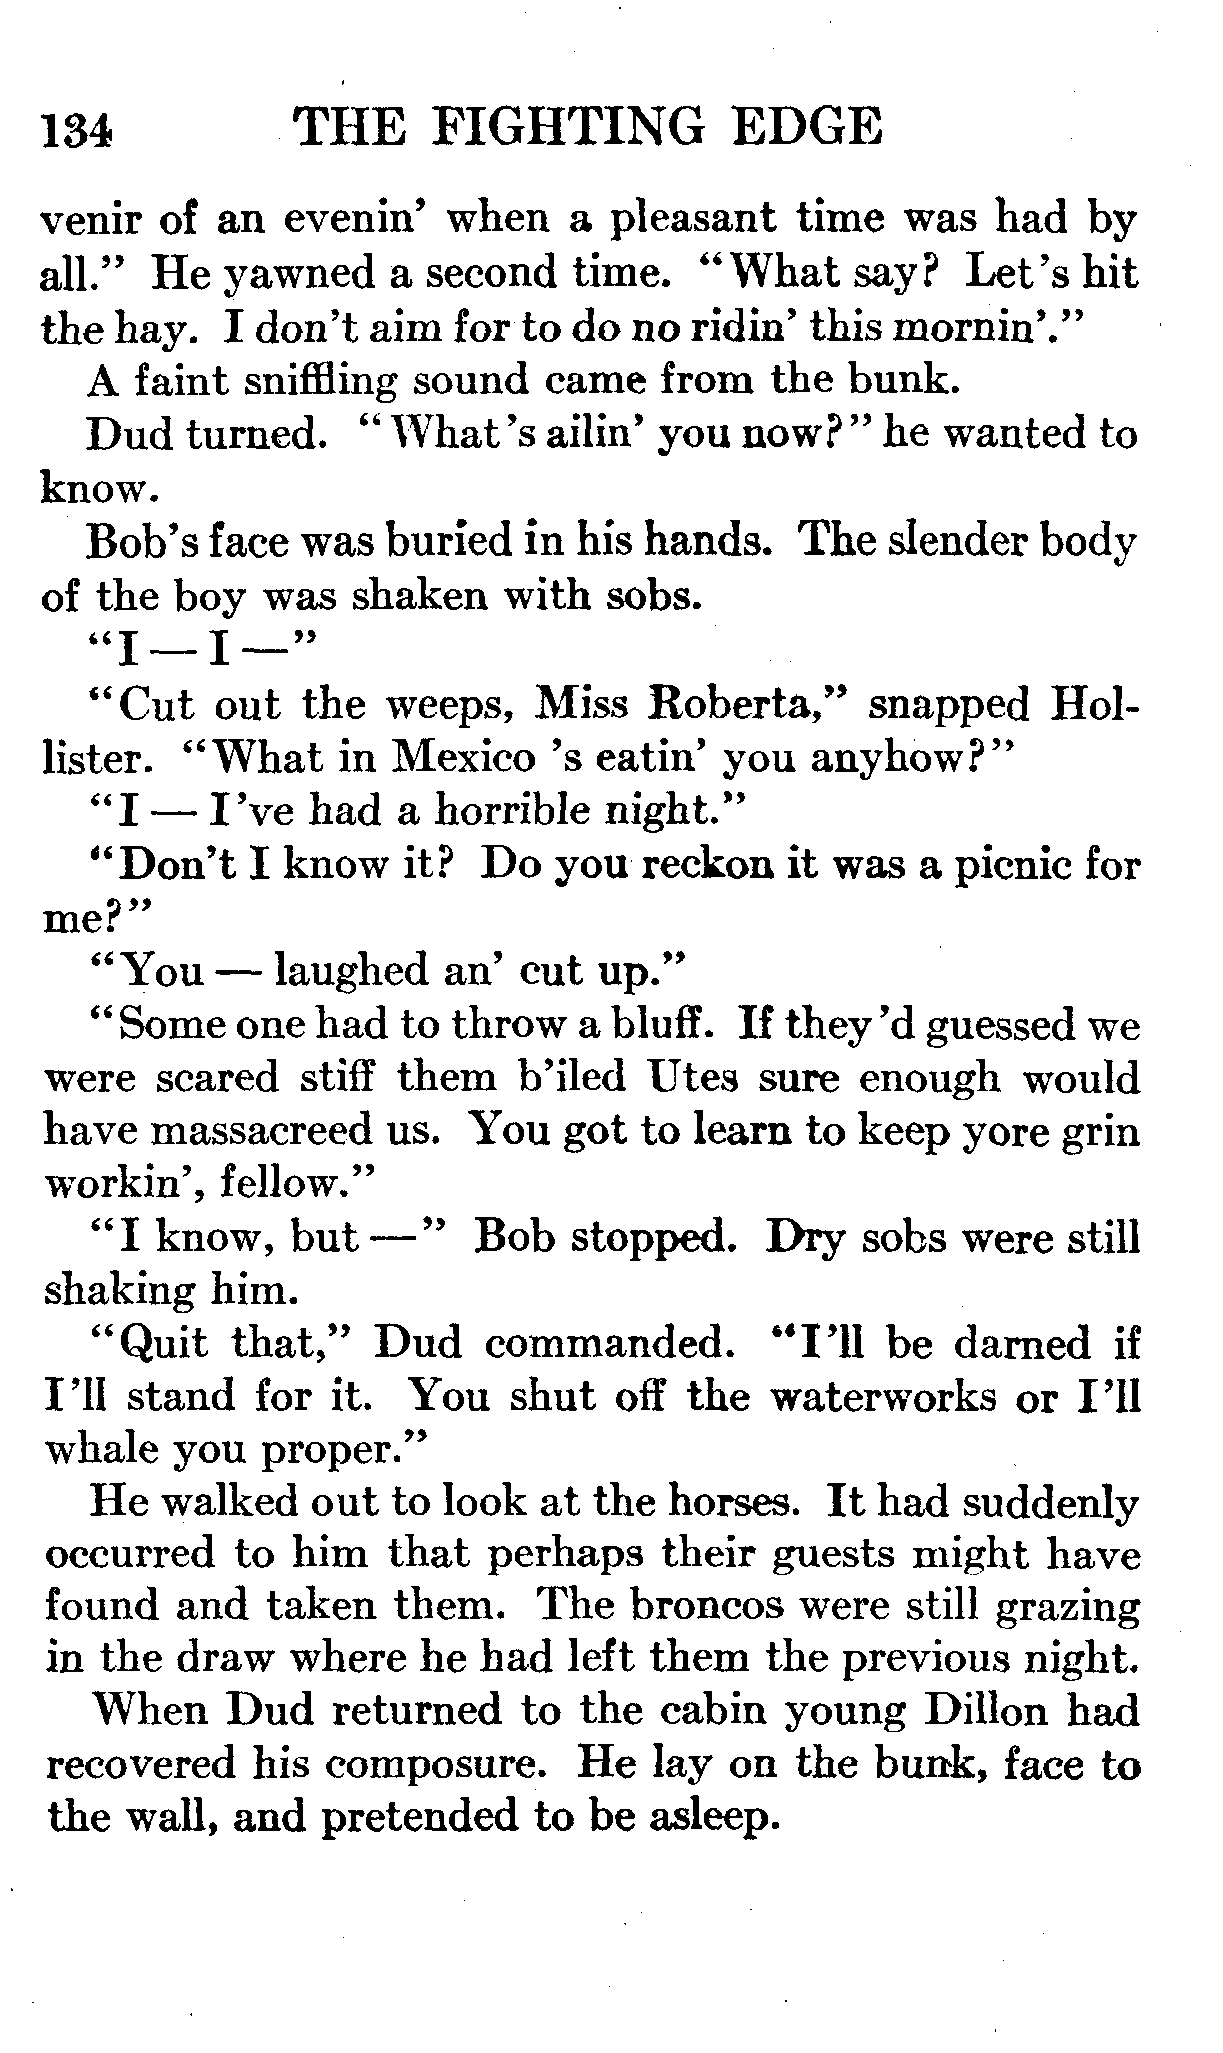 134 THE FIGHTING EDGE
venir of an evenin' when a pleasant time was had by
all." He yawned a second time. "What say? Let's hit
the hay. I don't aim for to do no ridin' this mornin'."
A faint sniffling sound came from the bunk.
Dud turned. "What's ailin' you now?" he wanted to
know.
Bob's face was buried in his hands. The slender body
of the boy was shaken with sobs.
"I — I —"
"Cut out the weeps, Miss Roberta," snapped Hol-
lister. "What in Mexico 's eatin' you anyhow?"
"I — I've had a horrible night."
"Don't I know it? Do you reckon it was a picnic for
me?"
"You — laughed an' cut up."
"Some one had to throw a bluff. If they'd guessed we
were scared stiff them b'iled Utes sure enough would
have massacreed us. You got to learn to keep yore grin
workin', fellow."
"I know, but —" Bob stopped. Dry sobs were still
shaking him.
"Quit that," Dud commanded. "I'll be darned if
I'll stand for it. You shut off the waterworks or I'll
whale you proper."
He walked out to look at the horses. It had suddenly
occurred to him that perhaps their guests might have
found and taken them. The broncos were still grazing
in the draw where he had left them the previous night.
When Dud returned to the cabin young Dillon had
recovered his composure. He lay on the bunk, face to
the wall, and pretended to be asleep.